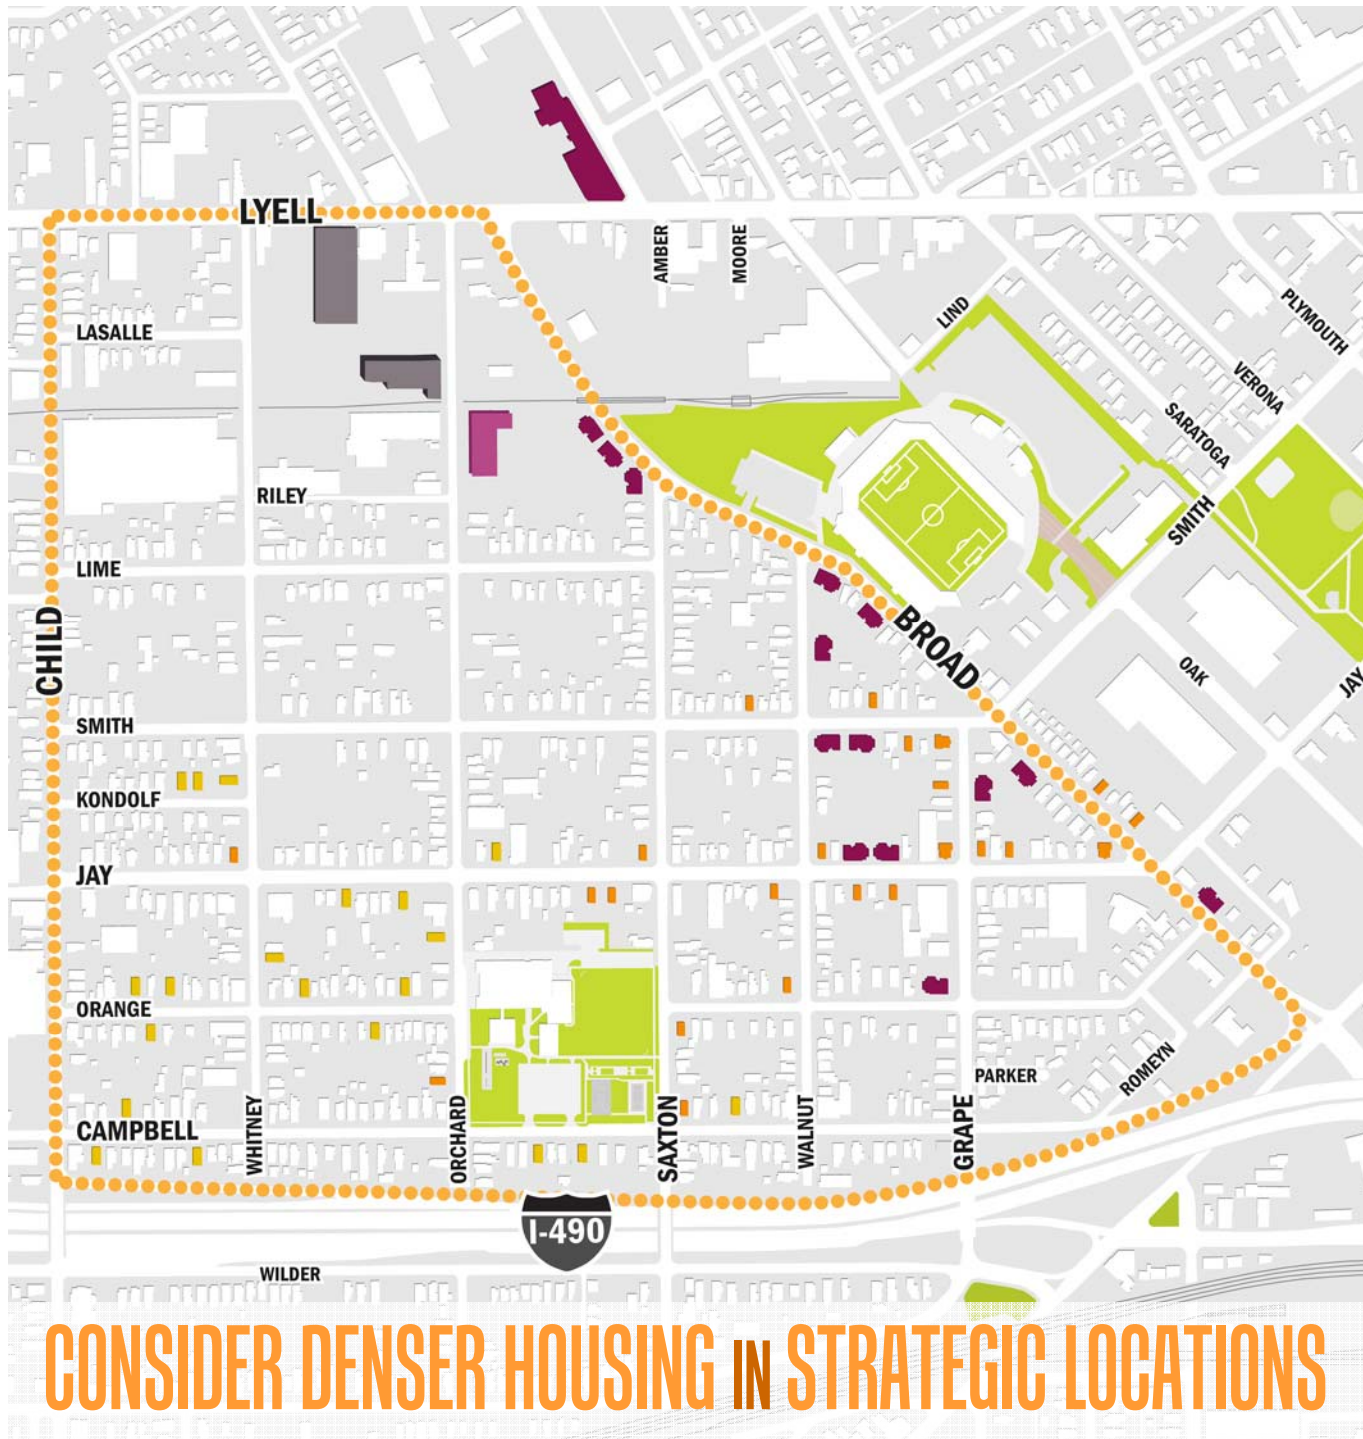 LYELL
AMBER
MOORE
LIND
PLYMOUTH
LASALLE
VERONA
SARATOGA
RILEY
SMITH
LIME
CHILD
BROAD
OAK
JAY
SMITH
KONDOLF
JAY
ORANGE
PARKER
ROMEYN
CAMPBELL
WHITNEY
ORCHARD
SAXTON
WALNUT
GRAPE
I-490
WILDER
CONSIDER DENSER HOUSING IN STRATEGIC LOCATIONS